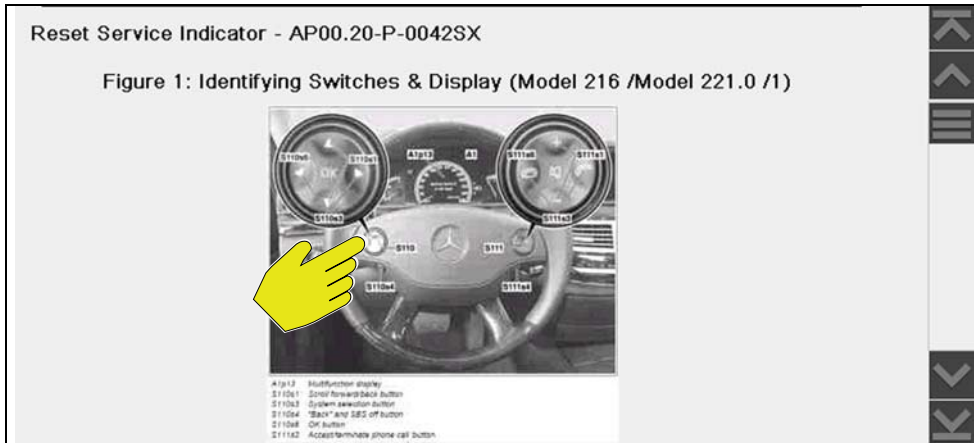 Reset Service Indicator - AP00.20-P-0042SX
Figure 1: Identifying Switches & Display (Model 216 /Model 221.0 /1)
A1p13 A1
S110s6 S110s1 S111s6 S111s1
OK
S110s3 S111s3
S110 S111
S110s4 S111s4
A1p13 Multifunction display
S110s1 Scroll forward/back button
S110s3 System selection button
S110s4 "Back" and SBS off button
S110s6 OK button
S111s2 Accept/terminate phone call button